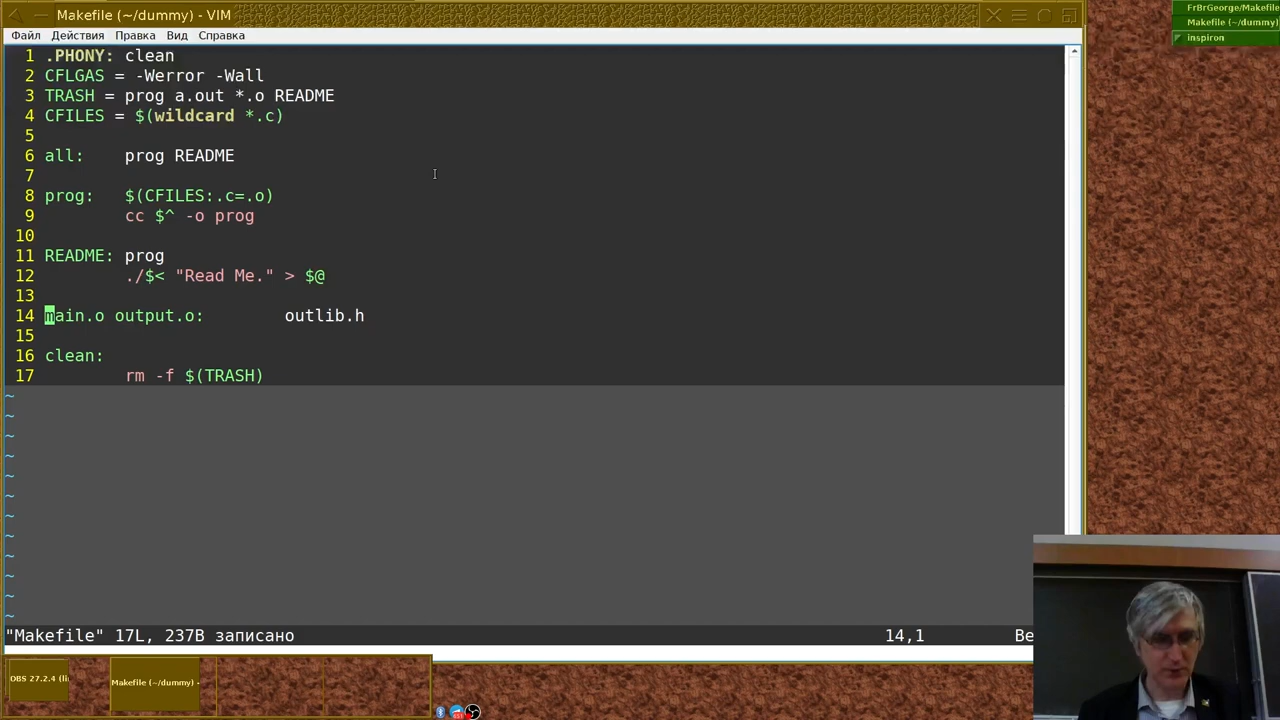 Makefile (~/dummy) - VIM
FrBrGeorge/Makefile
Makefile (~/dummy)
inspiron
Файл Действия Правка Вид Справка
1 .PHONY: clean
2 CFLGAS = -Werror -Wall
3 TRASH = prog a.out *.o README
4 CFILES = $(wildcard *.c)
5
6 all: prog README
7
8 prog: $(CFILES:.c=.o)
9 cc $^ -o prog
10
11 README: prog
12 ./$< "Read Me." > $@
13
14 main.o output.o: outlib.h
15
16 clean:
17 rm -f $(TRASH)
~
~
~
~
~
~
~
~
~
~
~
~
"Makefile" 17L, 237B записано 14,1 Ве
OBS 27.2.4 (li
Makefile (~/dummy) -